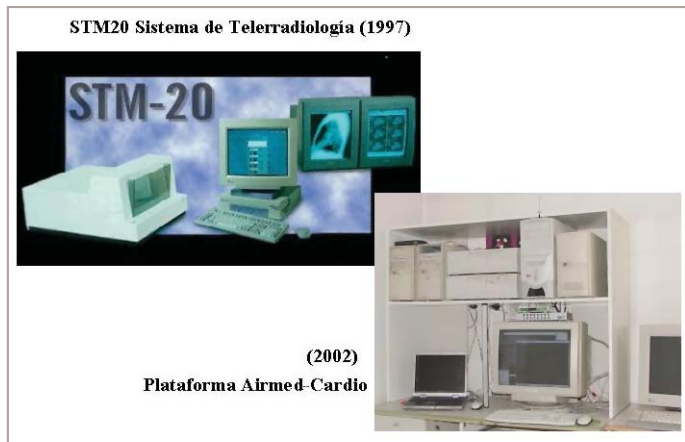 STM20 Sistema de Telerradiología (1997)
STM-20
(2002)
Plataforma Airmed-Cardio